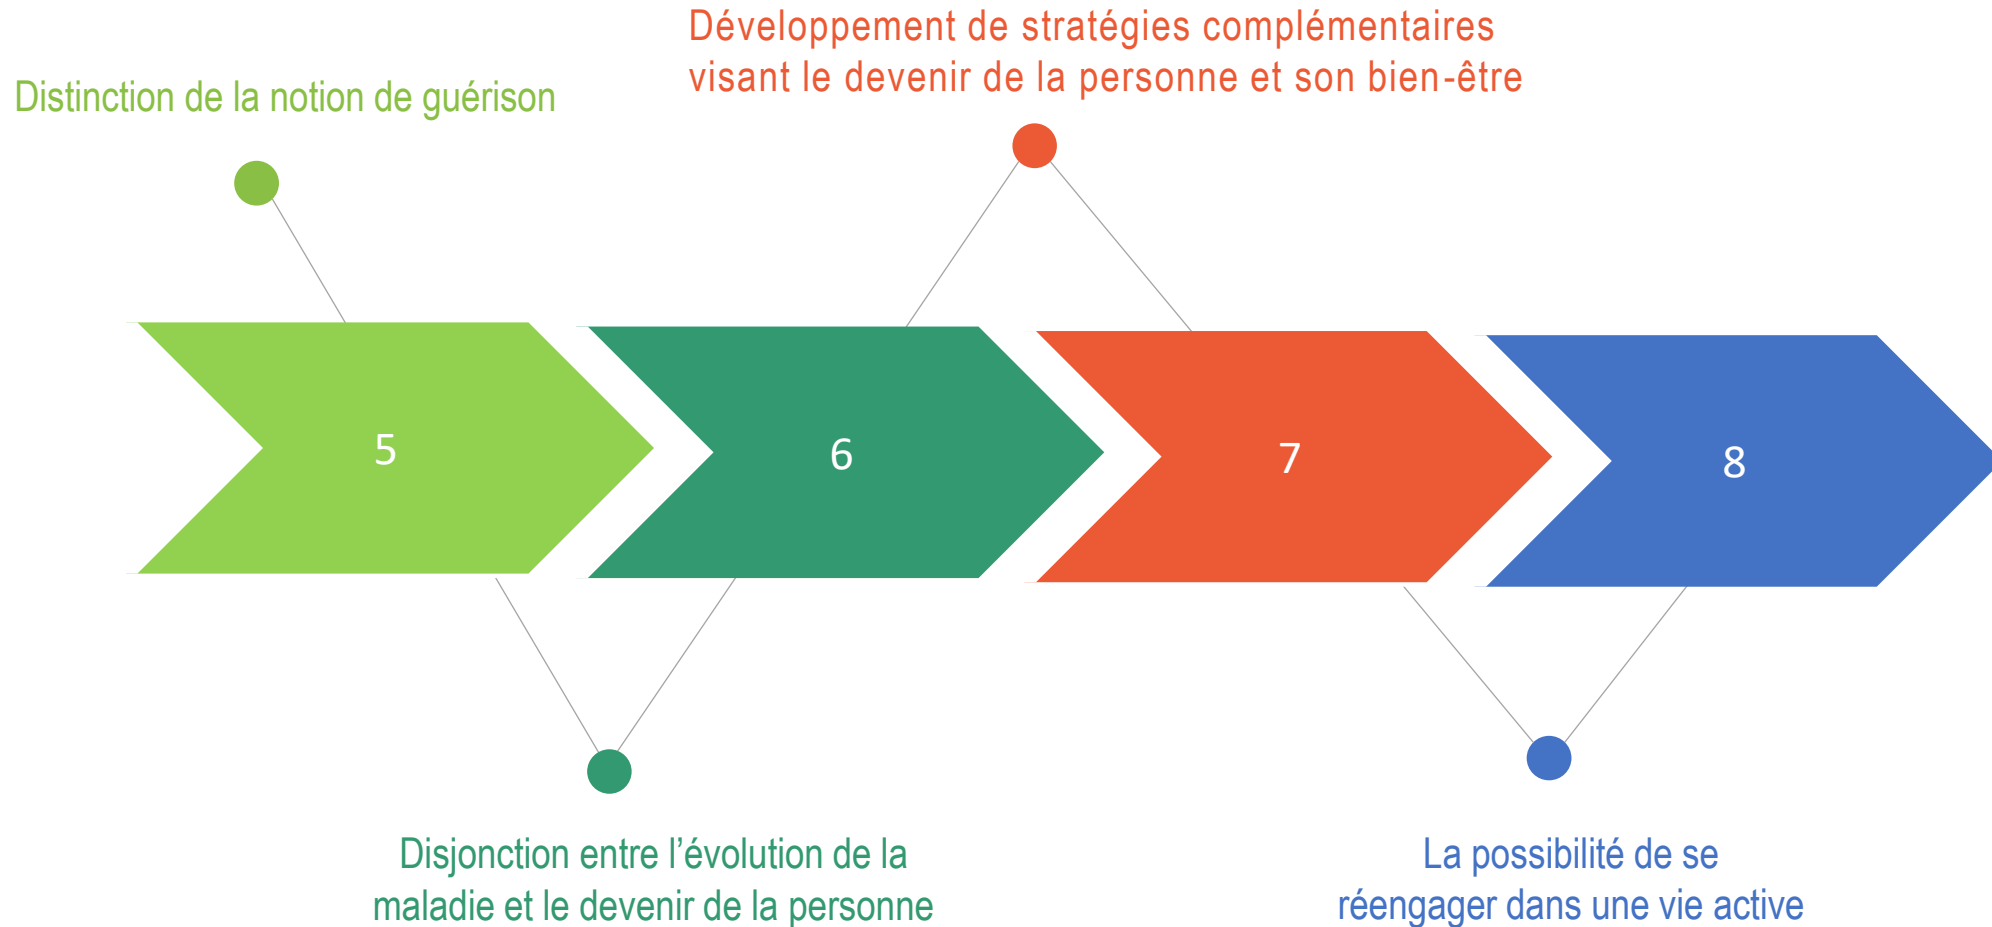 Développement de stratégies complémentaires
visant le devenir de la personne et son bien-être
Distinction de la notion de guérison
5
6
7
8
Disjonction entre l’évolution de la
maladie et le devenir de la personne
La possibilité de se
réengager dans une vie active